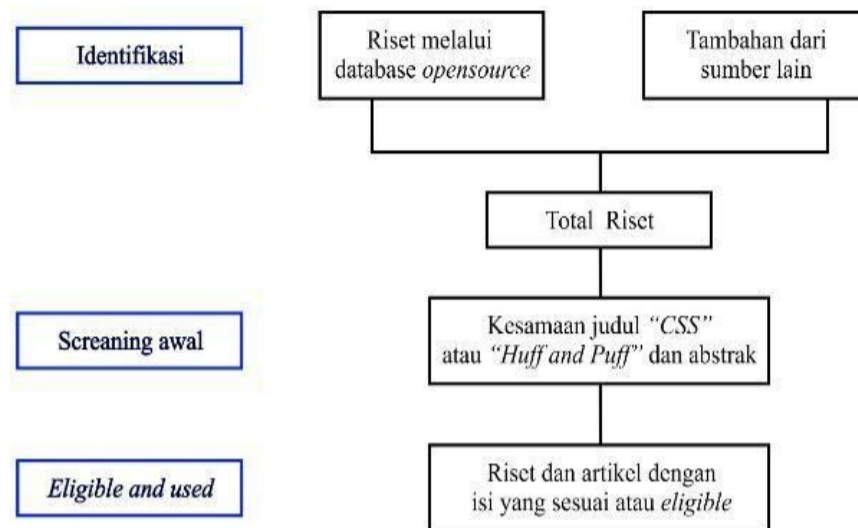 Identifikasi
Riset melalui
database opensource
Tambahan dari
sumber lain
Total Riset
Screaning awal
Kesamaan judul “CSS”
atau “Huff and Puff” dan abstrak
Eligible and used
Riset dan artikel dengan
isi yang sesuai atau eligible